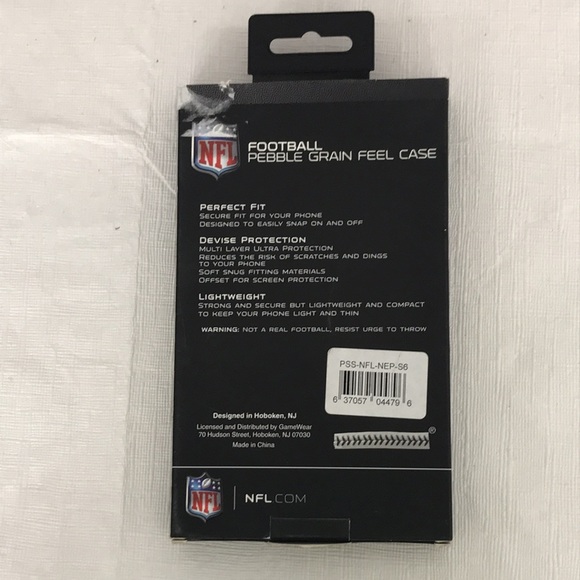 NFL
FOOTBALL
PEBBLE GRAIN FEEL CASE
PERFECT FIT
SECURE FIT FOR YOUR PHONE
DESIGNED TO EASILY SNAP ON AND OFF
DEVISE PROTECTION
MULTI LAYER ULTRA PROTECTION
REDUCES THE RISK OF SCRATCHES AND DINGS
TO YOUR PHONE
SOFT SNUG FITTING MATERIALS
OFFSET FOR SCREEN PROTECTION
LIGHTWEIGHT
STRONG AND SECURE BUT LIGHTWEIGHT AND COMPACT
TO KEEP YOUR PHONE LIGHT AND THIN
WARNING: NOT A REAL FOOTBALL, RESIST URGE TO THROW
PSS-NFL-NEP-S6
6 37057 04479 6
Designed in Hoboken, NJ
Licensed and Distributed by GameWear
70 Hudson Street, Hoboken, NJ 07030
Made in China
®
NFL
NFL.COM